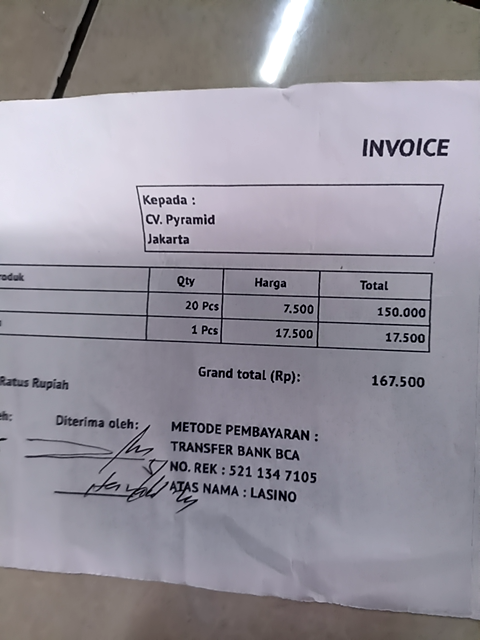 INVOICE
Kepada :
CV. Pyramid
Jakarta
Qty Harga Total
20 Pcs 7.500 150.000
1 Pcs 17.500 17.500
Grand total (Rp): 167.500
Ratus Rupiah
Diterima oleh:
METODE PEMBAYARAN :
TRANSFER BANK BCA
NO. REK : 521 134 7105
ATAS NAMA : LASINO